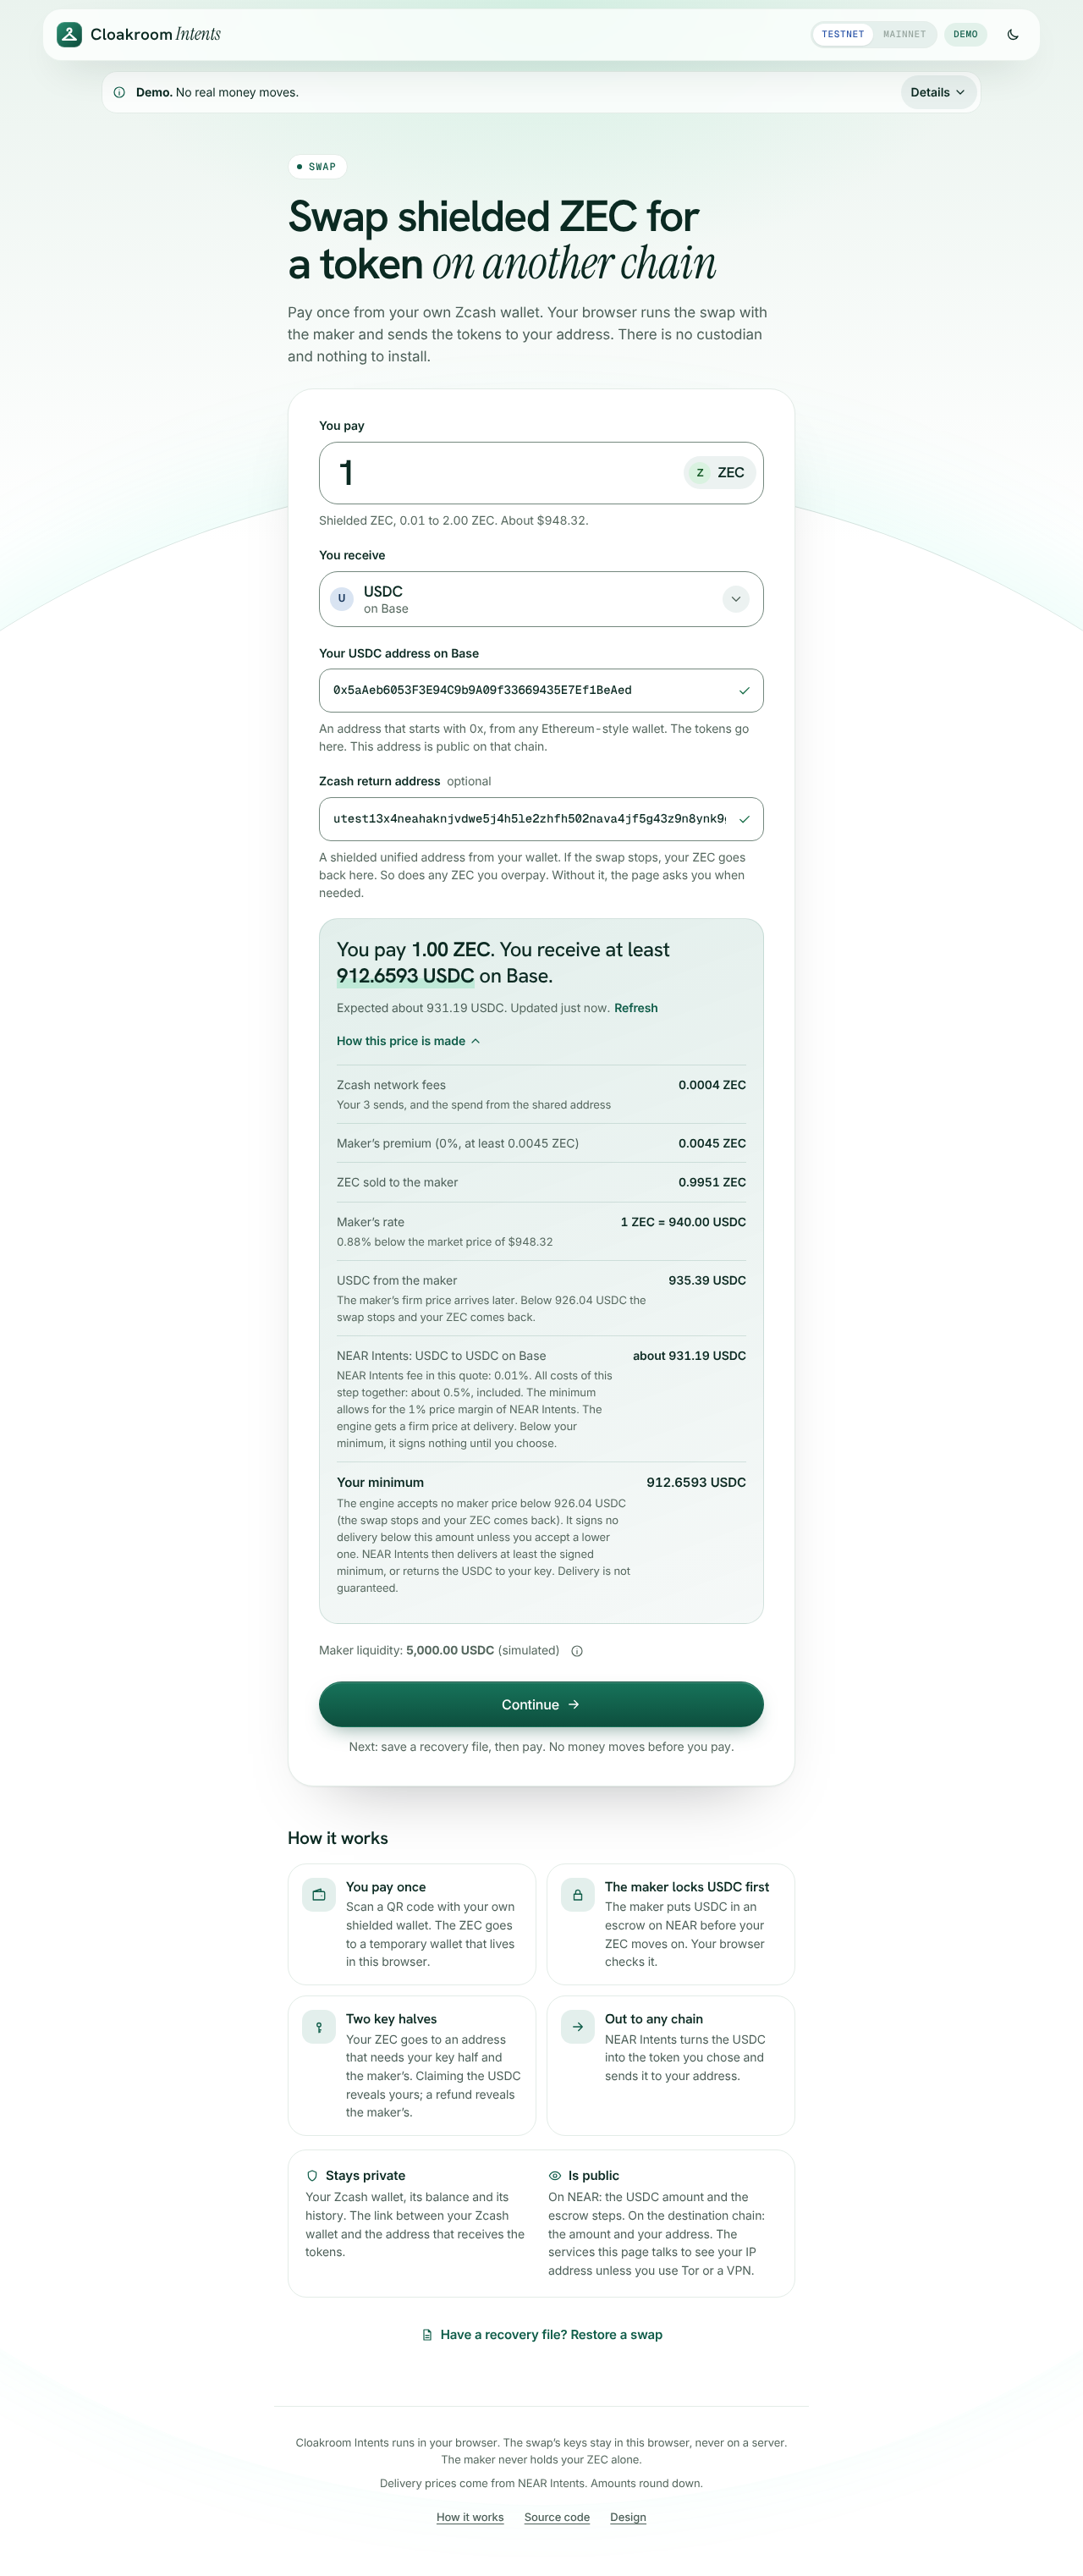 Cloakroom Intents
TESTNET MAINNET DEMO
Demo. No real money moves.
Details
SWAP
Swap shielded ZEC for
a token on another chain
Pay once from your own Zcash wallet. Your browser runs the swap with
the maker and sends the tokens to your address. There is no custodian
and nothing to install.
You pay
1
Z ZEC
Shielded ZEC, 0.01 to 2.00 ZEC. About $948.32.
You receive
U
USDC
on Base
Your USDC address on Base
0x5aAeb6053F3E94C9b9A09f33669435E7Ef1BeAed
An address that starts with 0x, from any Ethereum-style wallet. The tokens go
here. This address is public on that chain.
Zcash return address optional
utest13x4neahaknjvdwe5j4h5le2zhfh502nava4jf5g43z9n8ynk9
A shielded unified address from your wallet. If the swap stops, your ZEC goes
back here. So does any ZEC you overpay. Without it, the page asks you when
needed.
You pay 1.00 ZEC. You receive at least
912.6593 USDC on Base.
Expected about 931.19 USDC. Updated just now. Refresh
How this price is made
Zcash network fees 0.0004 ZEC
Your 3 sends, and the spend from the shared address
Maker's premium (0%, at least 0.0045 ZEC) 0.0045 ZEC
ZEC sold to the maker 0.9951 ZEC
Maker's rate 1 ZEC = 940.00 USDC
0.88% below the market price of $948.32
USDC from the maker 935.39 USDC
The maker's firm price arrives later. Below 926.04 USDC the
swap stops and your ZEC comes back.
NEAR Intents: USDC to USDC on Base about 931.19 USDC
NEAR Intents fee in this quote: 0.01%. All costs of this
step together: about 0.5%, included. The minimum
allows for the 1% price margin of NEAR Intents. The
engine gets a firm price at delivery. Below your
minimum, it signs nothing until you choose.
Your minimum 912.6593 USDC
The engine accepts no maker price below 926.04 USDC
(the swap stops and your ZEC comes back). It signs no
delivery below this amount unless you accept a lower
one. NEAR Intents then delivers at least the signed
minimum, or returns the USDC to your key. Delivery is not
guaranteed.
Maker liquidity: 5,000.00 USDC (simulated)
Continue
Next: save a recovery file, then pay. No money moves before you pay.
How it works
You pay once
Scan a QR code with your own
shielded wallet. The ZEC goes
to a temporary wallet that lives
in this browser.
The maker locks USDC first
The maker puts USDC in an
escrow on NEAR before your
ZEC moves on. Your browser
checks it.
Two key halves
Your ZEC goes to an address
that needs your key half and
the maker's. Claiming the USDC
reveals yours; a refund reveals
the maker's.
Out to any chain
NEAR Intents turns the USDC
into the token you chose and
sends it to your address.
Stays private
Your Zcash wallet, its balance and its
history. The link between your Zcash
wallet and the address that receives the
tokens.
Is public
On NEAR: the USDC amount and the
escrow steps. On the destination chain:
the amount and your address. The
services this page talks to see your IP
address unless you use Tor or a VPN.
Have a recovery file? Restore a swap
Cloakroom Intents runs in your browser. The swap's keys stay in this browser, never on a server.
The maker never holds your ZEC alone.
Delivery prices come from NEAR Intents. Amounts round down.
How it works Source code Design